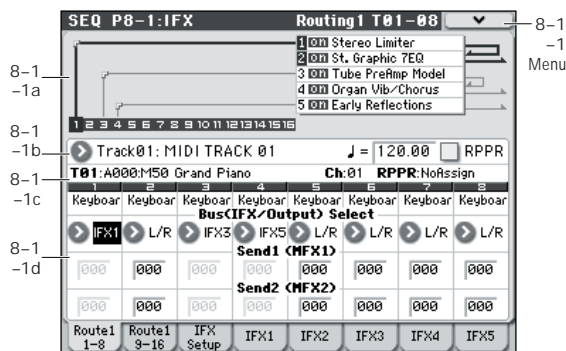 SEQ P8-1:IFX Routing1 T01-08
8-1
-1
Menu
1 on Stereo Limiter
2 on St. Graphic 7EQ
3 on Tube PreAmp Model
4 on Organ Vib/Chorus
5 on Early Reflections
8-1
-1a
1 2 3 4 5 6 7 8 9 10 11 12 13 14 15 16
8-1
-1b
Track01: MIDI TRACK 01 ♩ = 120.00 RPPR
8-1
-1c
T01:A000:M50 Grand Piano Ch:01 RPPR:NoAssign
1 2 3 4 5 6 7 8
Keyboar Keyboar Keyboar Keyboar Keyboar Keyboar Keyboar Keyboar
Bus(IFX/Output) Select
IFX1 L/R IFX3 IFX5 L/R L/R L/R L/R
8-1
-1d
Send1 (MFX1)
000 000 000 000 000 000 000 000
Send2 (MFX2)
000 000 000 000 000 000 000 000
Route1 1-8 Route1 9-16 IFX Setup IFX1 IFX2 IFX3 IFX4 IFX5